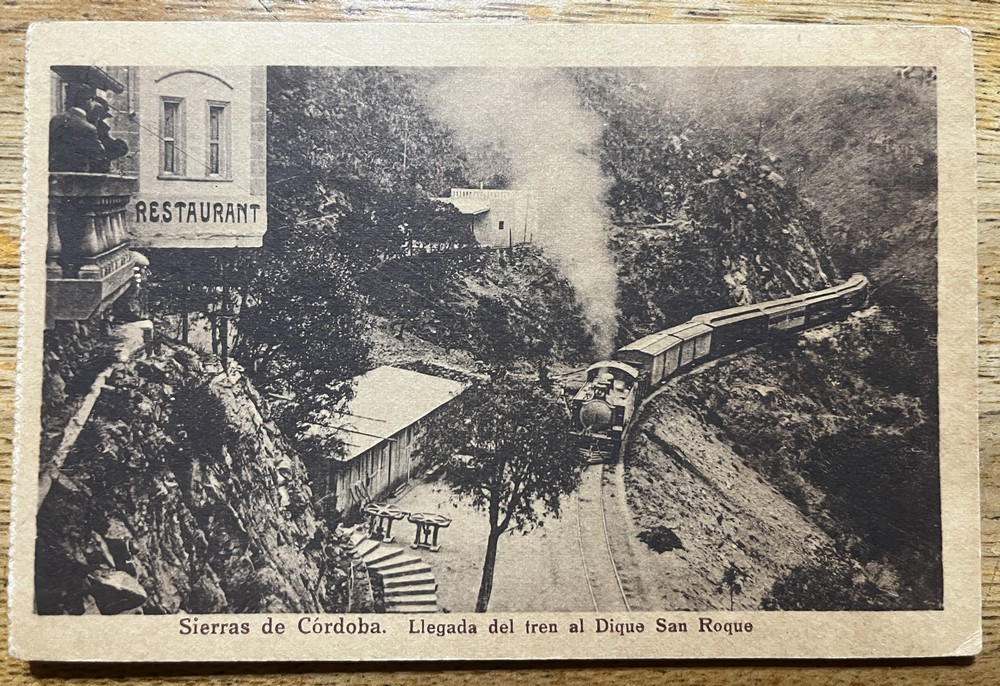 RESTAURANT
Sierras de Córdoba. Llegada del tren al Dique San Roque